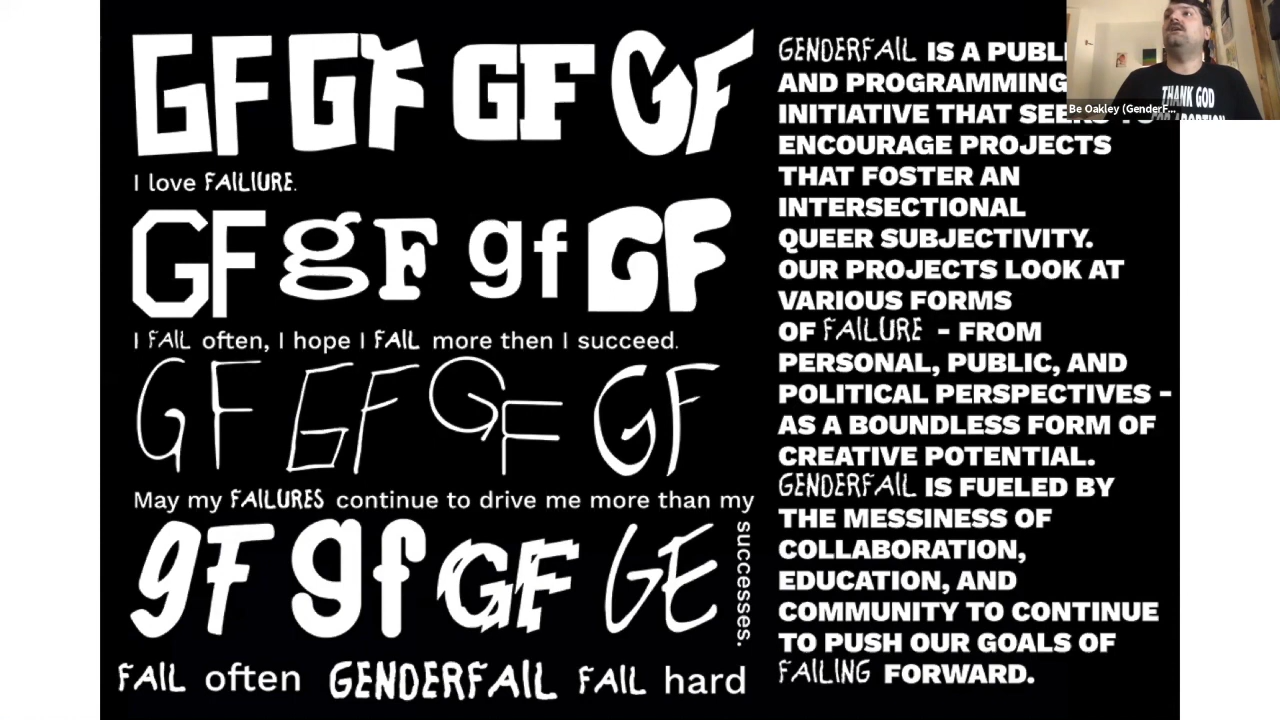 GF GF GF GF
I love FAILIURE.
GF gF gf GF
I FAIL often, I hope I FAIL more then I succeed.
GF GF GF GF
May my FAILURES continue to drive me more than my
successes.
gF gf GF GE
FAIL often GENDERFAIL FAIL hard
GENDERFAIL IS A
AND PROGRAMMING
INITIATIVE THAT
ENCOURAGE PROJECTS
THAT FOSTER AN
INTERSECTIONAL
QUEER SUBJECTIVITY.
OUR PROJECTS LOOK AT
VARIOUS FORMS
OF FAILURE - FROM
PERSONAL, PUBLIC, AND
POLITICAL PERSPECTIVES -
AS A BOUNDLESS FORM OF
CREATIVE POTENTIAL.
GENDERFAIL IS FUELED BY
THE MESSINESS OF
COLLABORATION,
EDUCATION, AND
COMMUNITY TO CONTINUE
TO PUSH OUR GOALS OF
FAILING FORWARD.
THANK GOD
Be Oakley (GenderF...